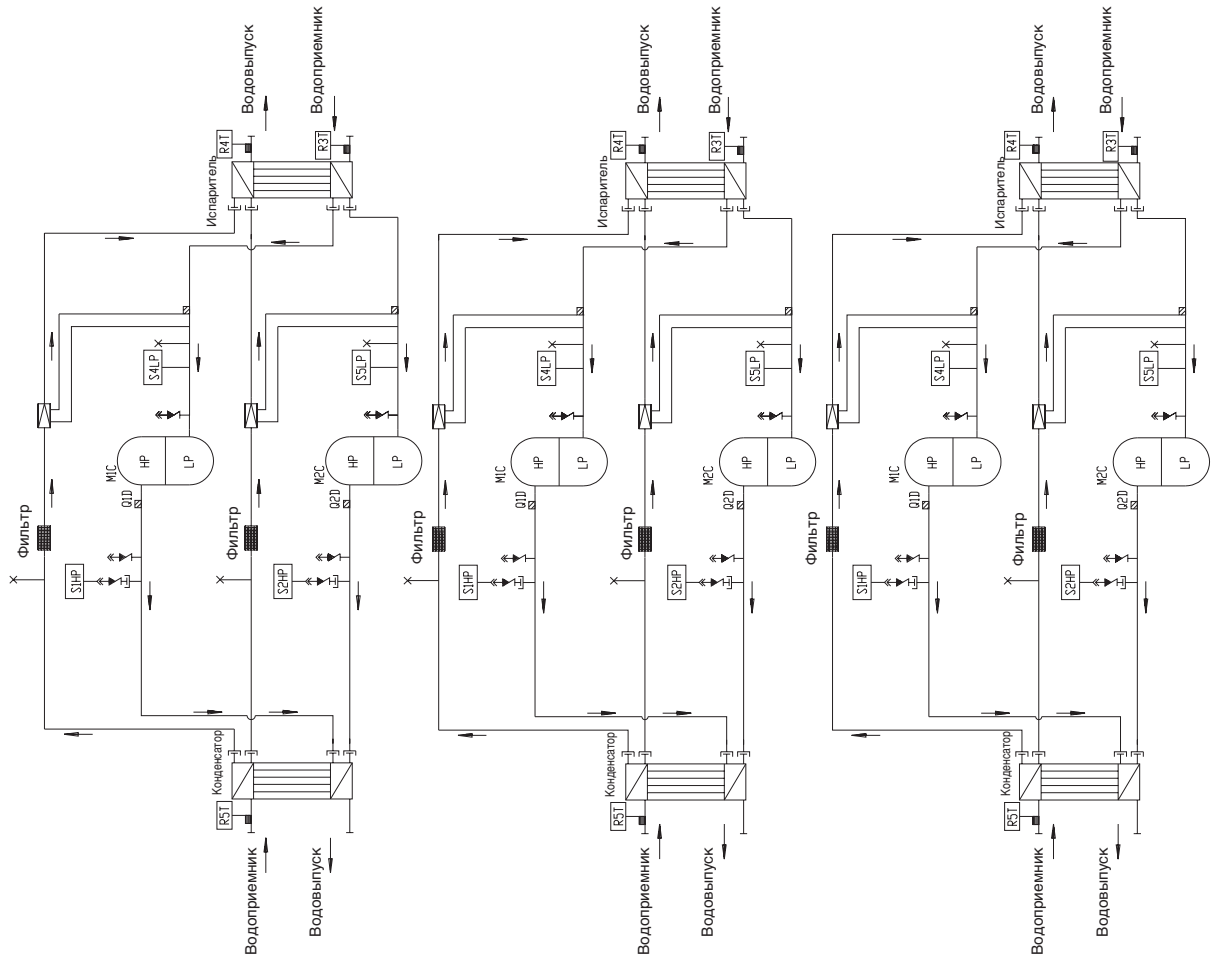 Водовыпуск
Водоприемник
R4T
R3T
Испаритель
S4LP
S5LP
M1C
HP
LP
M2C
HP
LP
Q1D
Q2D
Фильтр
Фильтр
S1HP
S2HP
Конденсатор
R5T
Водоприемник
Водовыпуск
Водовыпуск
Водоприемник
R4T
R3T
Испаритель
S4LP
S5LP
M1C
HP
LP
M2C
HP
LP
Q1D
Q2D
Фильтр
Фильтр
S1HP
S2HP
Конденсатор
R5T
Водоприемник
Водовыпуск
Водовыпуск
Водоприемник
R4T
R3T
Испаритель
S4LP
S5LP
M1C
HP
LP
M2C
HP
LP
Q1D
Q2D
Фильтр
Фильтр
S1HP
S2HP
Конденсатор
R5T
Водоприемник
Водовыпуск